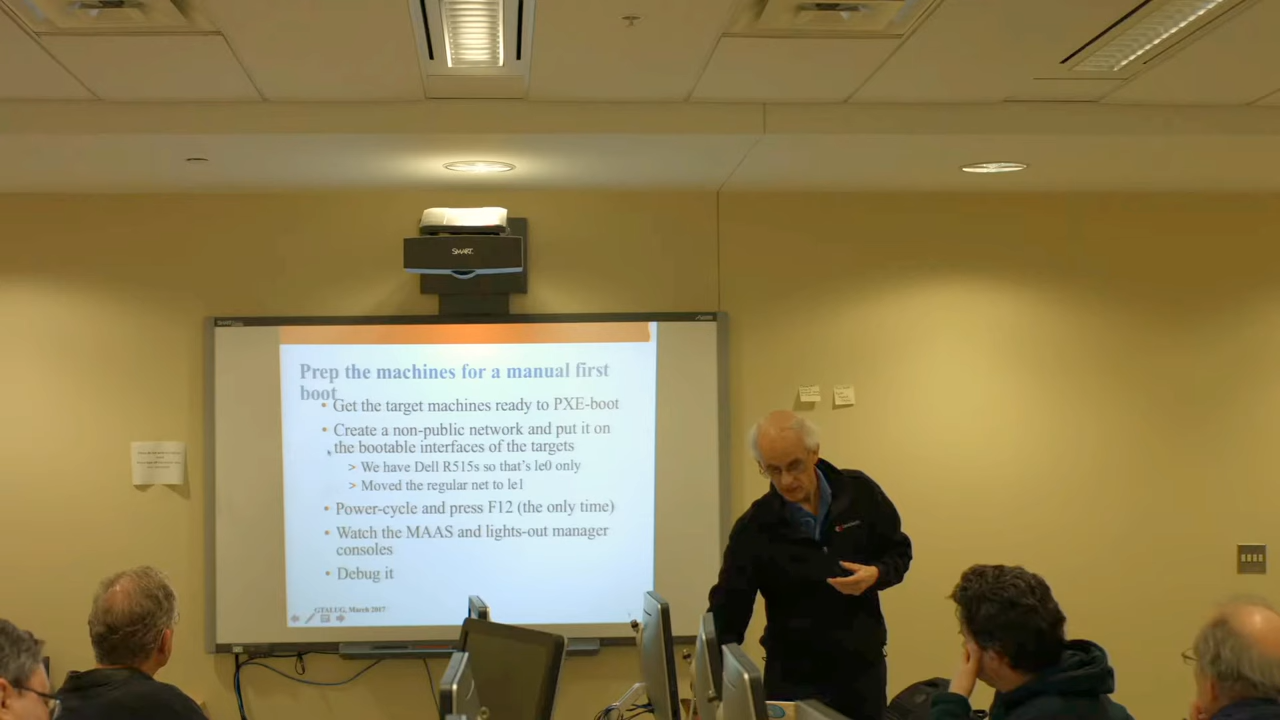 SMART
Prep the machines for a manual first
boot
• Get the target machines ready to PXE-boot
• Create a non-public network and put it on
the bootable interfaces of the targets
> We have Dell R515s so that's le0 only
> Moved the regular net to le1
• Power-cycle and press F12 (the only time)
• Watch the MAAS and lights-out manager
consoles
• Debug it
GTALUG, March 2017